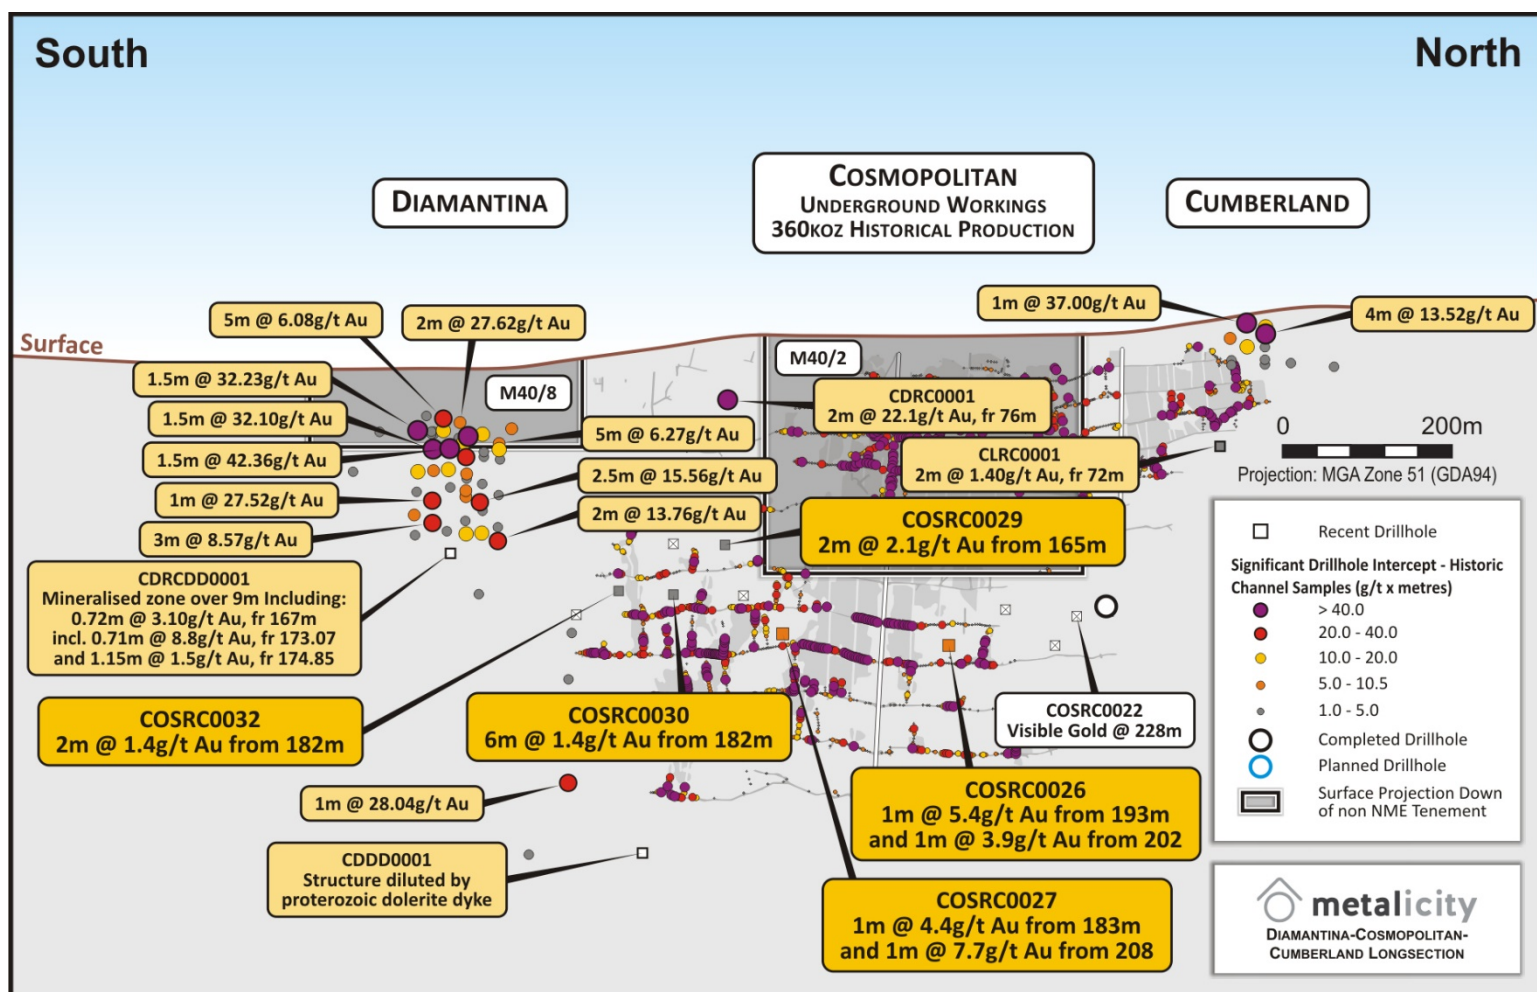 South
North
DIAMANTINA
COSMOPOLITAN
UNDERGROUND WORKINGS
360KOZ HISTORICAL PRODUCTION
CUMBERLAND
Surface
5m @ 6.08g/t Au
2m @ 27.62g/t Au
1m @ 37.00g/t Au
4m @ 13.52g/t Au
1.5m @ 32.23g/t Au
M40/8
M40/2
1.5m @ 32.10g/t Au
5m @ 6.27g/t Au
CDRC0001
2m @ 22.1g/t Au, fr 76m
1.5m @ 42.36g/t Au
2.5m @ 15.56g/t Au
CLRC0001
2m @ 1.40g/t Au, fr 72m
1m @ 27.52g/t Au
2m @ 13.76g/t Au
3m @ 8.57g/t Au
COSRC0029
2m @ 2.1g/t Au from 165m
0 200m
Projection: MGA Zone 51 (GDA94)
CDRCDD0001
Mineralised zone over 9m Including:
0.72m @ 3.10g/t Au, fr 167m
incl. 0.71m @ 8.8g/t Au, fr 173.07
and 1.15m @ 1.5g/t Au, fr 174.85
COSRC0032
2m @ 1.4g/t Au from 182m
COSRC0030
6m @ 1.4g/t Au from 182m
COSRC0022
Visible Gold @ 228m
1m @ 28.04g/t Au
COSRC0026
1m @ 5.4g/t Au from 193m
and 1m @ 3.9g/t Au from 202
CDDD0001
Structure diluted by
proterozoic dolerite dyke
COSRC0027
1m @ 4.4g/t Au from 183m
and 1m @ 7.7g/t Au from 208
Recent Drillhole
Significant Drillhole Intercept - Historic
Channel Samples (g/t x metres)
> 40.0
20.0 - 40.0
10.0 - 20.0
5.0 - 10.5
1.0 - 5.0
Completed Drillhole
Planned Drillhole
Surface Projection Down
of non NME Tenement
metalicity
DIAMANTINA-COSMOPOLITAN-
CUMBERLAND LONGSECTION